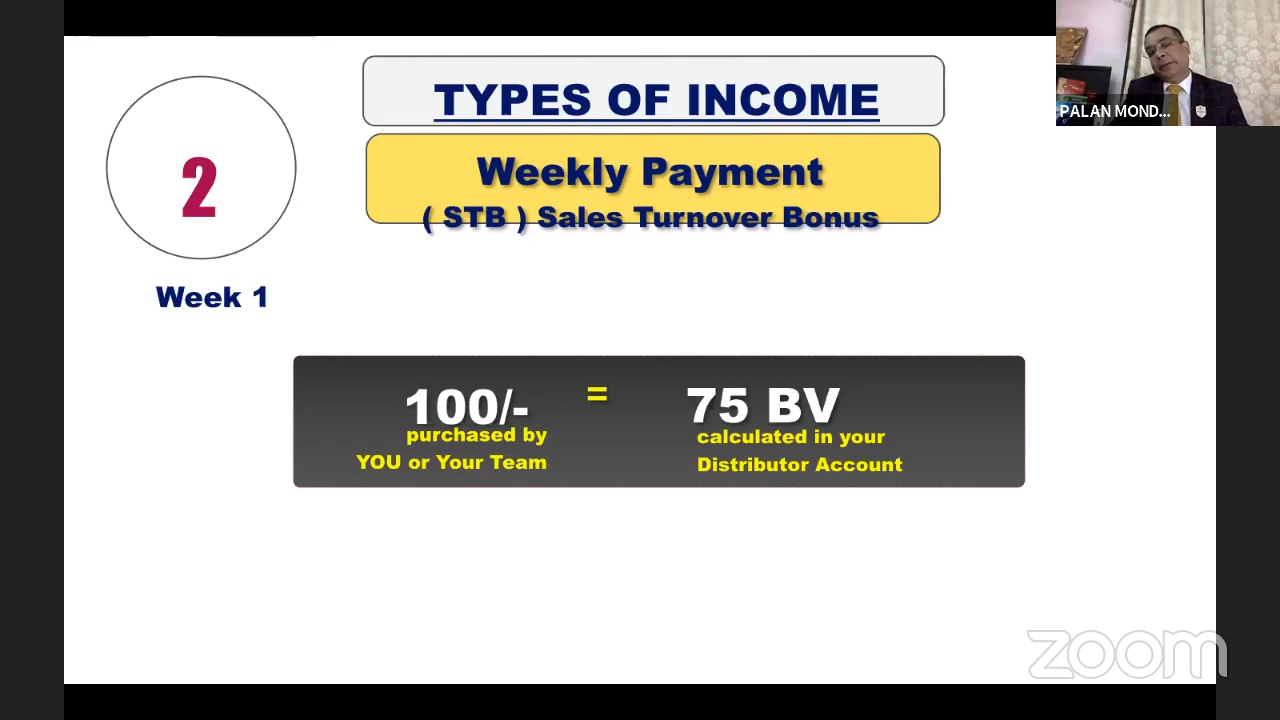 TYPES OF INCOME
2
Weekly Payment
( STB ) Sales Turnover Bonus
Week 1
100/- = 75 BV
purchased by
YOU or Your Team
calculated in your
Distributor Account
PALAN MOND...
zoom